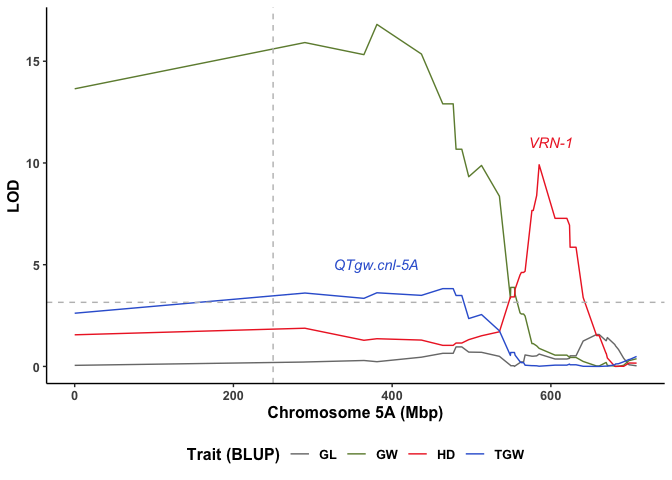 LOD
15
10
5
0
VRN-1
QTgw.cnl-5A
0 200 400 600
Chromosome 5A (Mbp)
Trait (BLUP) GL GW HD TGW